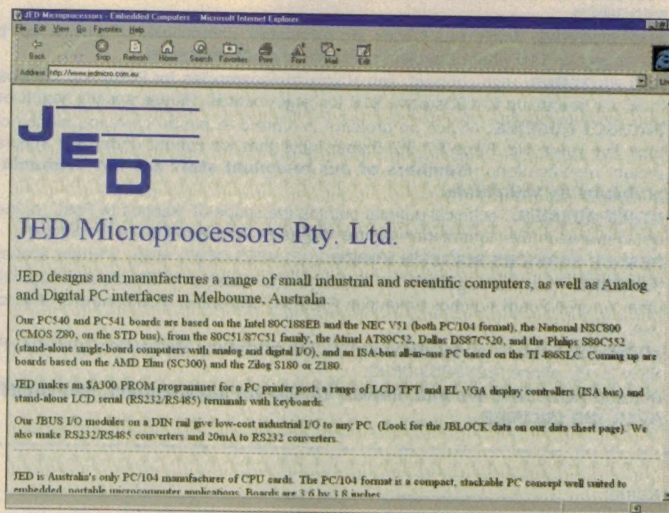 JED Microprocessors - Embedded Computers - Microsoft Internet Explorer
File Edit View Go Favorites Help
Back Stop Refresh Home Search Favorites Print Font Mail Edit
Address http://www.jedmicro.com.au
JED
JED Microprocessors Pty. Ltd.
JED designs and manufactures a range of small industrial and scientific computers, as well as Analog
and Digital PC interfaces in Melbourne, Australia.
Our PC540 and PC541 boards are based on the Intel 80C188EB and the NEC V51 (both PC/104 format), the National NSC800
(CMOS Z80, on the STD bus), from the 80C51/87C51 family, the Atmel AT89C52, Dallas DS87C520, and the Philips S80C552
(stand-alone single-board computers with analog and digital I/O), and an ISA-bus all-in-one PC based on the TI 486SLC. Coming up are
boards based on the AMD Elan (SC300) and the Zilog S180 or Z180.
JED makes an $A300 PROM programmer for a PC printer port, a range of LCD TFT and EL VGA display controllers (ISA bus) and
stand-alone LCD serial (RS232/RS485) terminals with keyboards.
Our JBUS I/O modules on a DIN rail give low-cost industrial I/O to any PC. (Look for the JBLOCK data on our data sheet page). We
also make RS232/RS485 converters and 20mA to RS232 converters.
JED is Australia's only PC/104 manufacturer of CPU cards. The PC/104 format is a compact, stackable PC concept well suited to
embedded, portable microcomputer applications. Boards are 3.6 by 3.8 inches